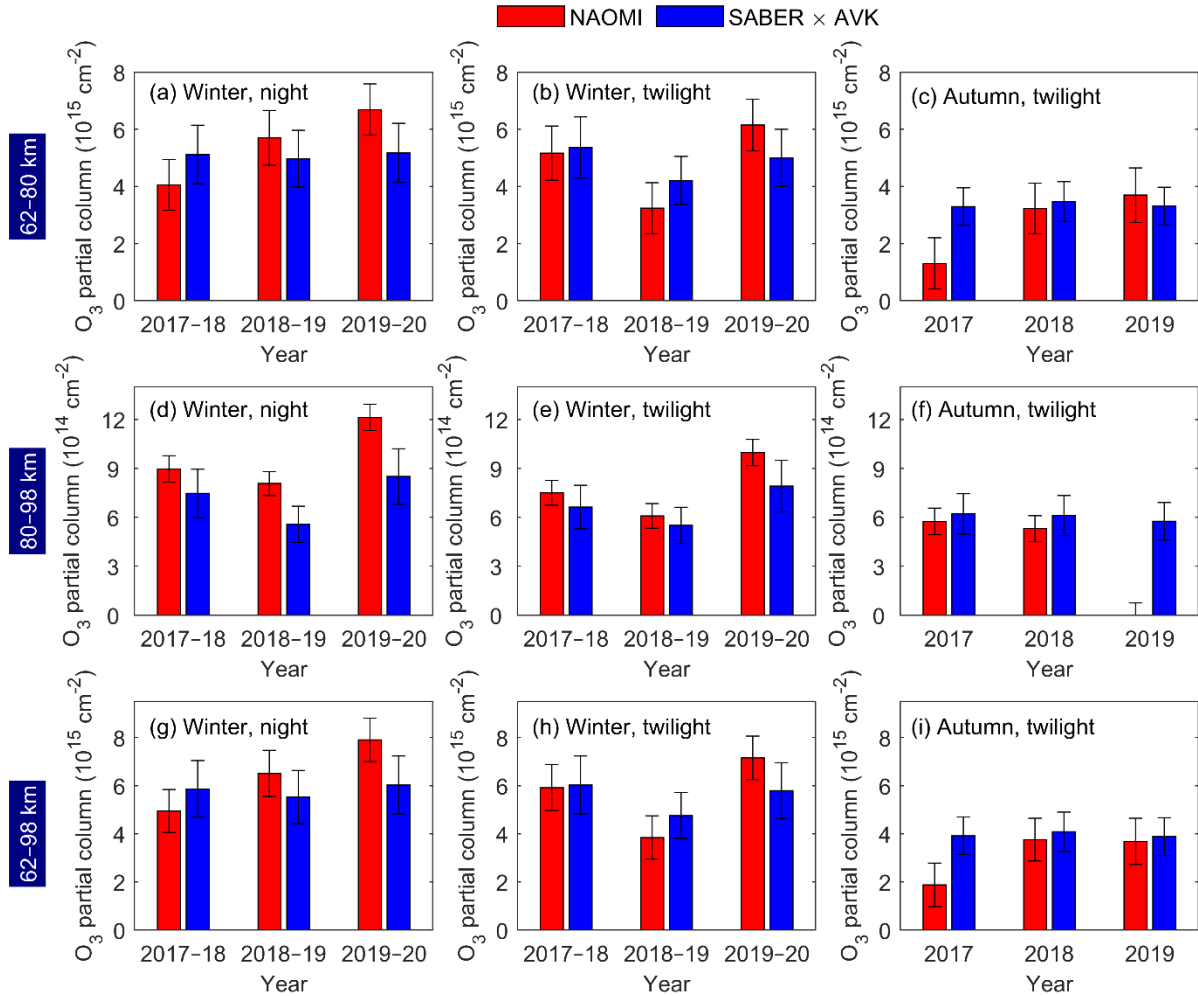 NAOMI SABER × AVK
62–80 km
O3 partial column (10^15 cm^-2)
8
6
4
2
0
(a) Winter, night
2017–18 2018–19 2019–20
Year
O3 partial column (10^15 cm^-2)
8
6
4
2
0
(b) Winter, twilight
2017–18 2018–19 2019–20
Year
O3 partial column (10^15 cm^-2)
8
6
4
2
0
(c) Autumn, twilight
2017 2018 2019
Year
80–98 km
O3 partial column (10^14 cm^-2)
12
9
6
3
0
(d) Winter, night
2017–18 2018–19 2019–20
Year
O3 partial column (10^14 cm^-2)
12
9
6
3
0
(e) Winter, twilight
2017–18 2018–19 2019–20
Year
O3 partial column (10^14 cm^-2)
12
9
6
3
0
(f) Autumn, twilight
2017 2018 2019
Year
62–98 km
O3 partial column (10^15 cm^-2)
8
6
4
2
0
(g) Winter, night
2017–18 2018–19 2019–20
Year
O3 partial column (10^15 cm^-2)
8
6
4
2
0
(h) Winter, twilight
2017–18 2018–19 2019–20
Year
O3 partial column (10^15 cm^-2)
8
6
4
2
0
(i) Autumn, twilight
2017 2018 2019
Year